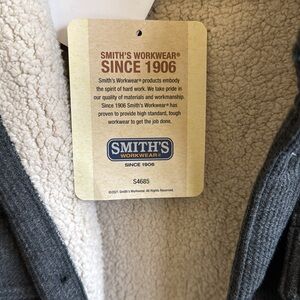 SMITH'S WORKWEAR®
SINCE 1906
Smith's Workwear® products embody
the spirit of hard work. We take pride in
our quality of materials and workmanship.
Since 1906 Smith's Workwear® has
proven to provide high standard, tough
workwear to get the job done.
SMITH'S
WORKWEAR®
SINCE 1906
S4685
©2021. Smith's Workwear. All Rights Reserved.